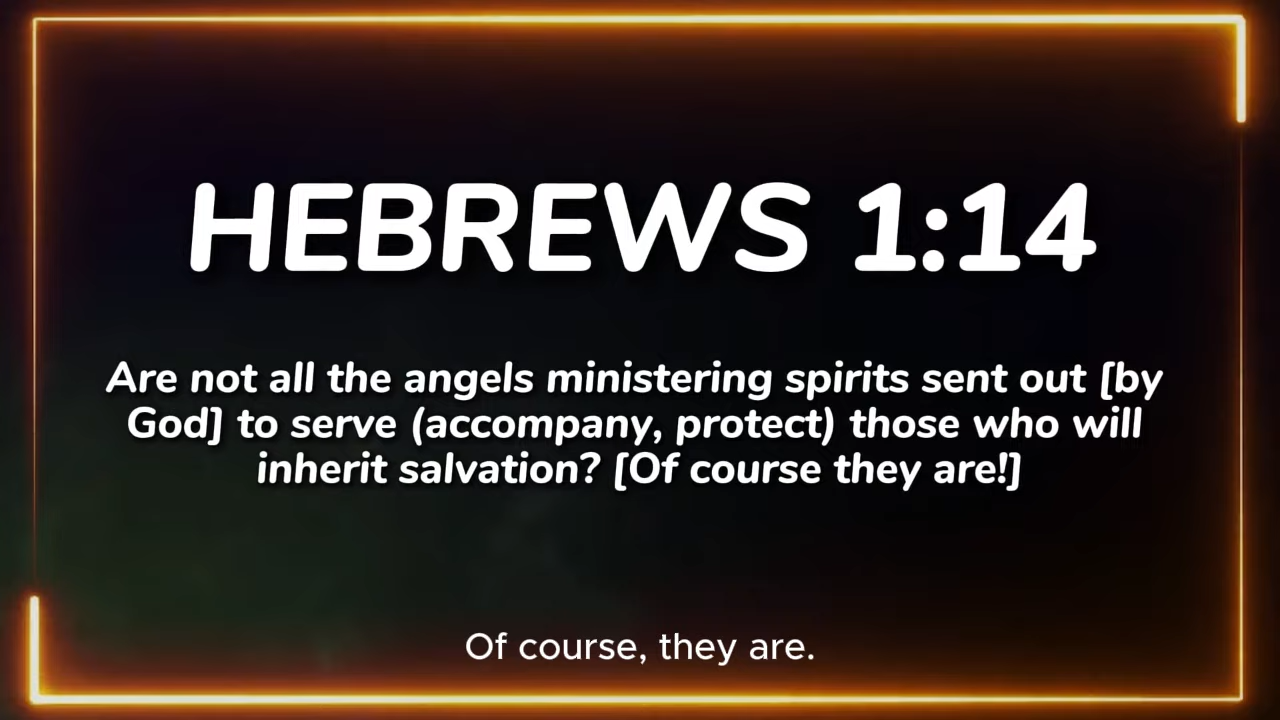 HEBREWS 1:14
Are not all the angels ministering spirits sent out [by
God] to serve (accompany, protect) those who will
inherit salvation? [Of course they are!]
Of course, they are.